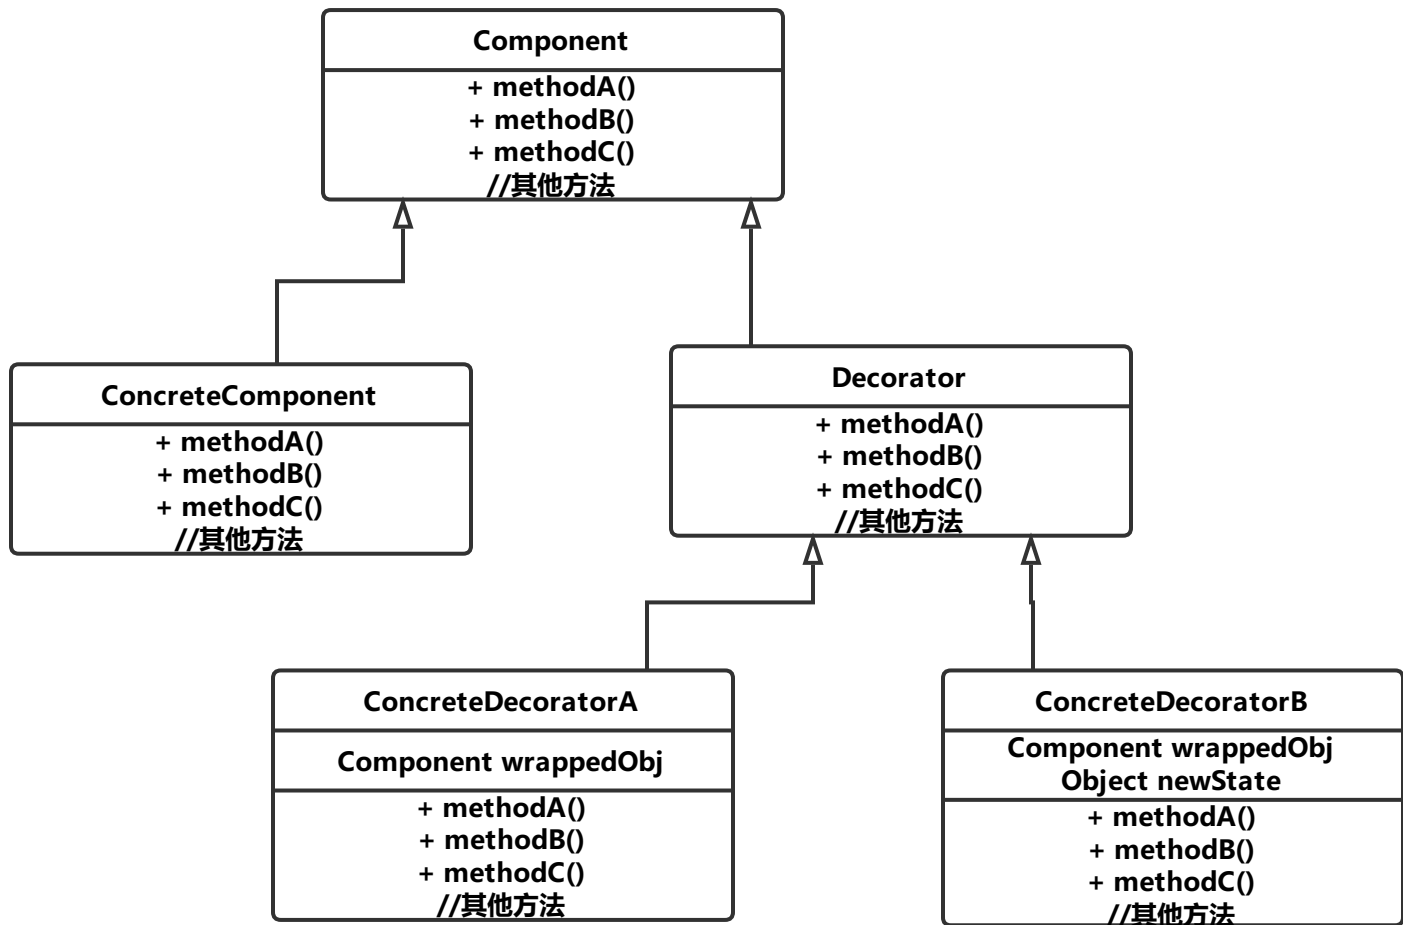 Component
+ methodA()
+ methodB()
+ methodC()
//其他方法
ConcreteComponent
+ methodA()
+ methodB()
+ methodC()
//其他方法
Decorator
+ methodA()
+ methodB()
+ methodC()
//其他方法
ConcreteDecoratorA
Component wrappedObj
+ methodA()
+ methodB()
+ methodC()
//其他方法
ConcreteDecoratorB
Component wrappedObj
Object newState
+ methodA()
+ methodB()
+ methodC()
//其他方法